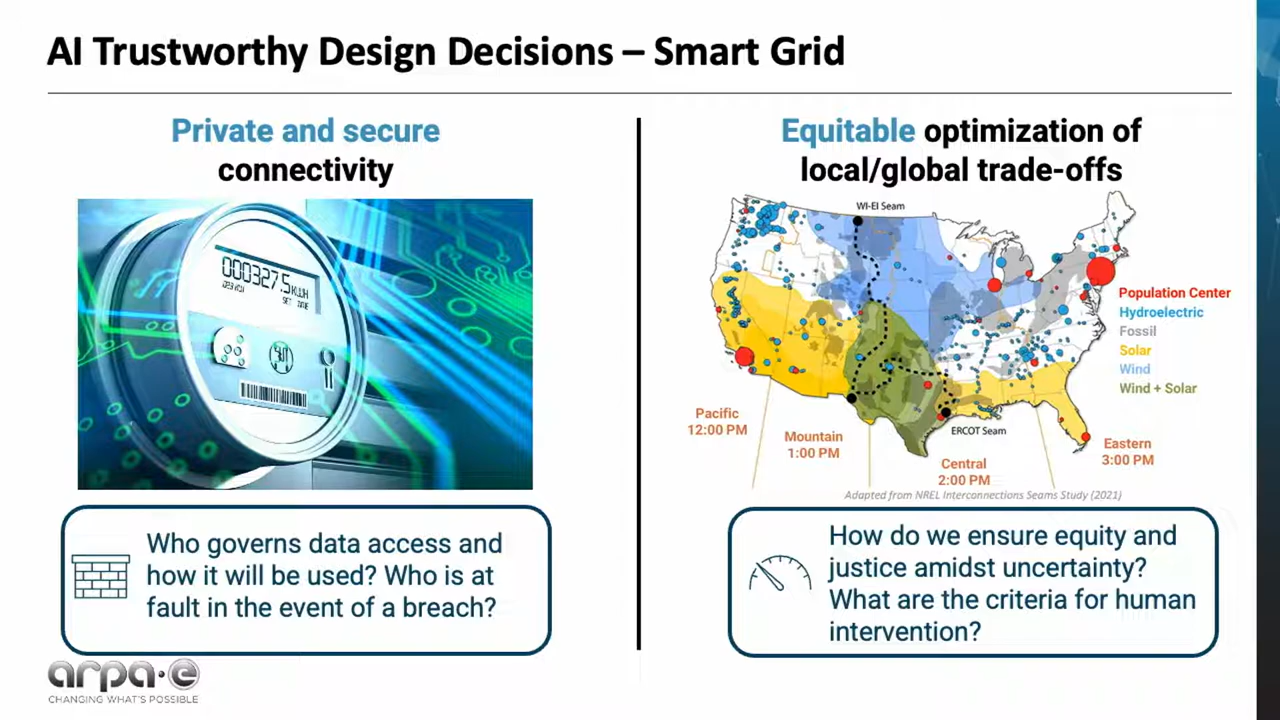 AI Trustworthy Design Decisions – Smart Grid
Private and secure
connectivity
000327.5 KWH
Who governs data access and
how it will be used? Who is at
fault in the event of a breach?
Equitable optimization of
local/global trade-offs
WI-EI Seam
Population Center
Hydroelectric
Fossil
Solar
Wind
Wind + Solar
Pacific
12:00 PM
Mountain
1:00 PM
ERCOT Seam
Central
2:00 PM
Eastern
3:00 PM
Adapted from NREL Interconnections Seams Study (2021)
How do we ensure equity and
justice amidst uncertainty?
What are the criteria for human
intervention?
arpa·e
CHANGING WHAT'S POSSIBLE